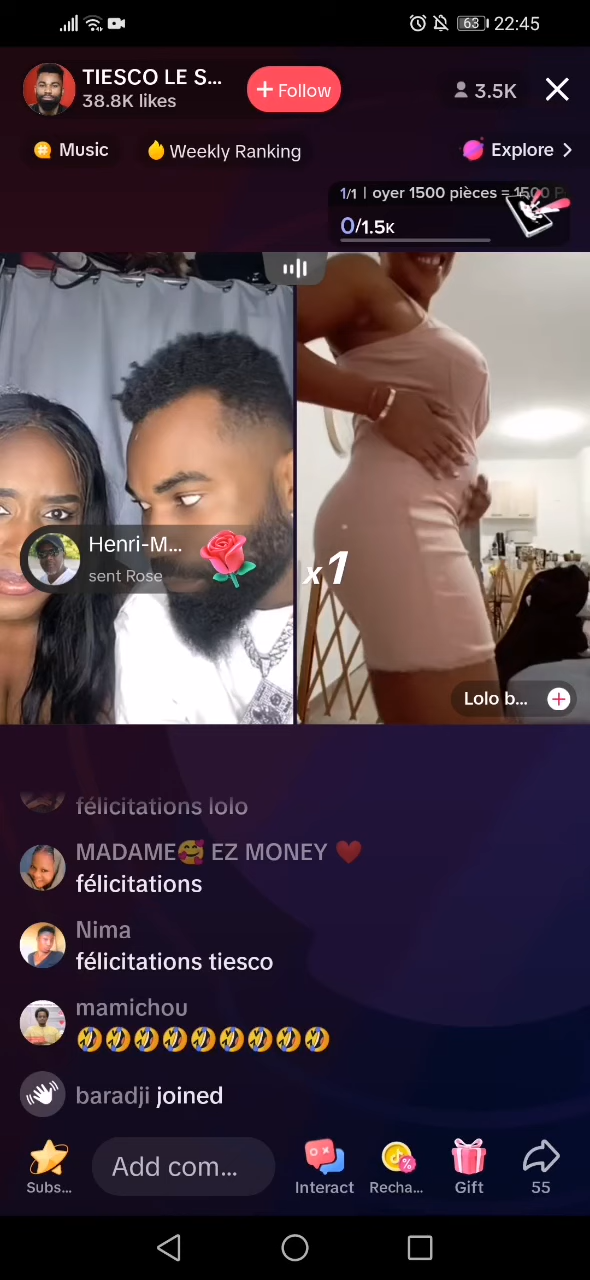 63 22:45
TIESCO LE S...
38.8K likes
+ Follow
3.5K
Music
Weekly Ranking
Explore >
1/1 | oyer 1500 pièces = 1500 P
0/1.5K
Henri-M...
sent Rose
x1
Lolo b...
félicitations lolo
MADAME🥰 EZ MONEY ❤️
félicitations
Nima
félicitations tiesco
mamichou
🤣🤣🤣🤣🤣🤣🤣🤣🤣
baradji joined
Add com...
Subs...
Interact
Recha...
Gift
55